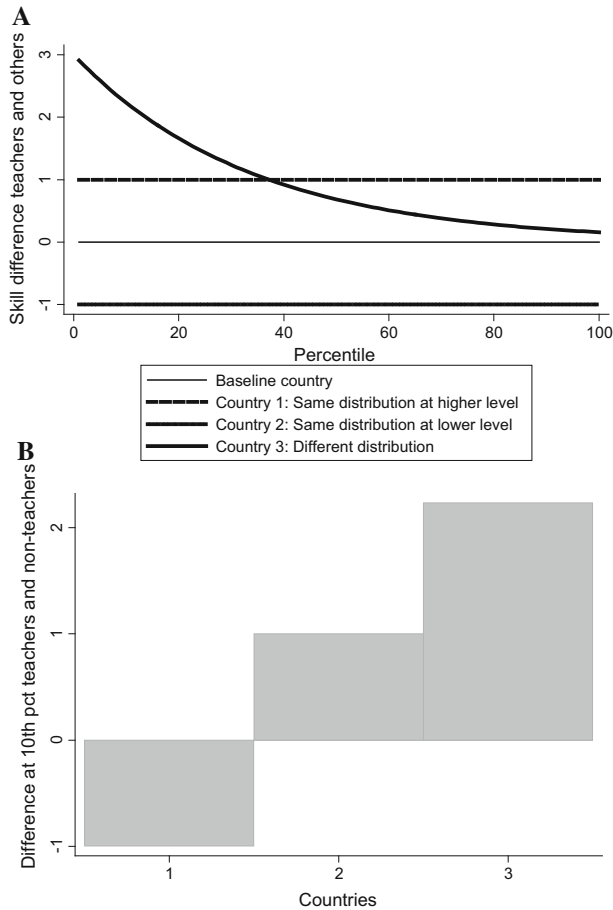 A
Skill difference teachers and others
3
2
1
0
-1
0
20
40
60
80
100
Percentile
Baseline country
Country 1: Same distribution at higher level
Country 2: Same distribution at lower level
Country 3: Different distribution
B
Difference at 10th pct teachers and non-teachers
2
1
0
-1
1
2
3
Countries